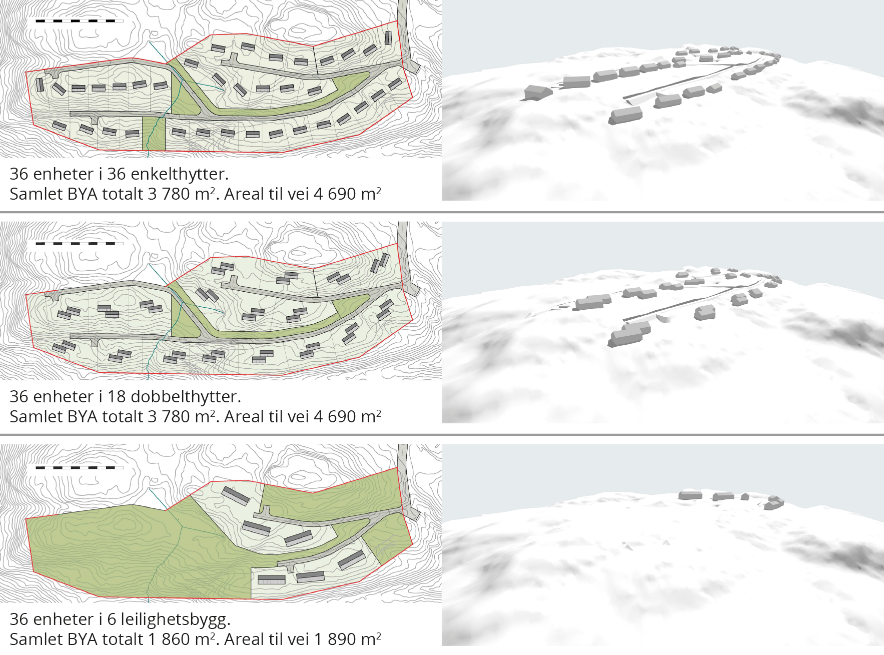 36 enheter i 36 enkelthytter.
Samlet BYA totalt 3 780 m². Areal til vei 4 690 m²
36 enheter i 18 dobbelthytter.
Samlet BYA totalt 3 780 m². Areal til vei 4 690 m²
36 enheter i 6 leilighetsbygg.
Samlet BYA totalt 1 860 m². Areal til vei 1 890 m²